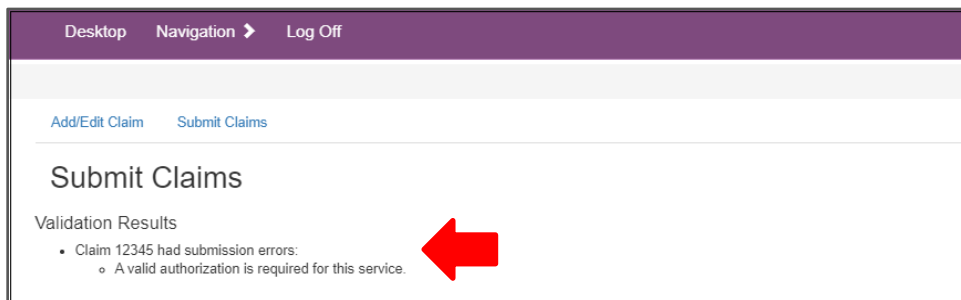 Desktop Navigation Log Off
Add/Edit Claim Submit Claims
Submit Claims
Validation Results
Claim 12345 had submission errors:
A valid authorization is required for this service.